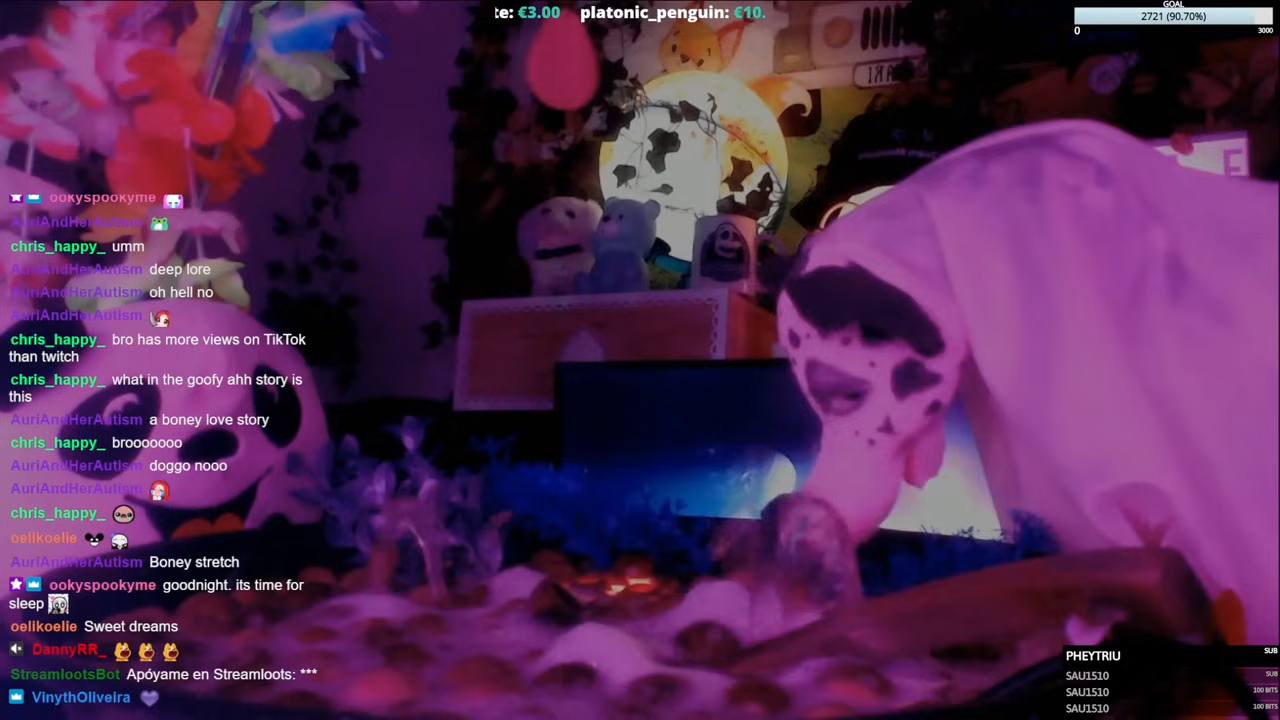 te: €3.00 platonic_penguin: €10.
GOAL
2721 (90.70%)
0 3000
ARI
E
ookyspookyme
AuriAndHerAutism
chris_happy_ umm
AuriAndHerAutism deep lore
AuriAndHerAutism oh hell no
AuriAndHerAutism
chris_happy_ bro has more views on TikTok
than twitch
chris_happy_ what in the goofy ahh story is
this
AuriAndHerAutism a boney love story
chris_happy_ brooooooo
AuriAndHerAutism doggo nooo
AuriAndHerAutism
chris_happy_
oelikoelie
AuriAndHerAutism Boney stretch
ookyspookyme goodnight. its time for
sleep
oelikoelie Sweet dreams
DannyRR_
StreamlootsBot Apóyame en Streamloots: ***
VinythOliveira
PHEYTRIU SUB
SAU1510 SUB
SAU1510 100 BITS
SAU1510 100 BITS